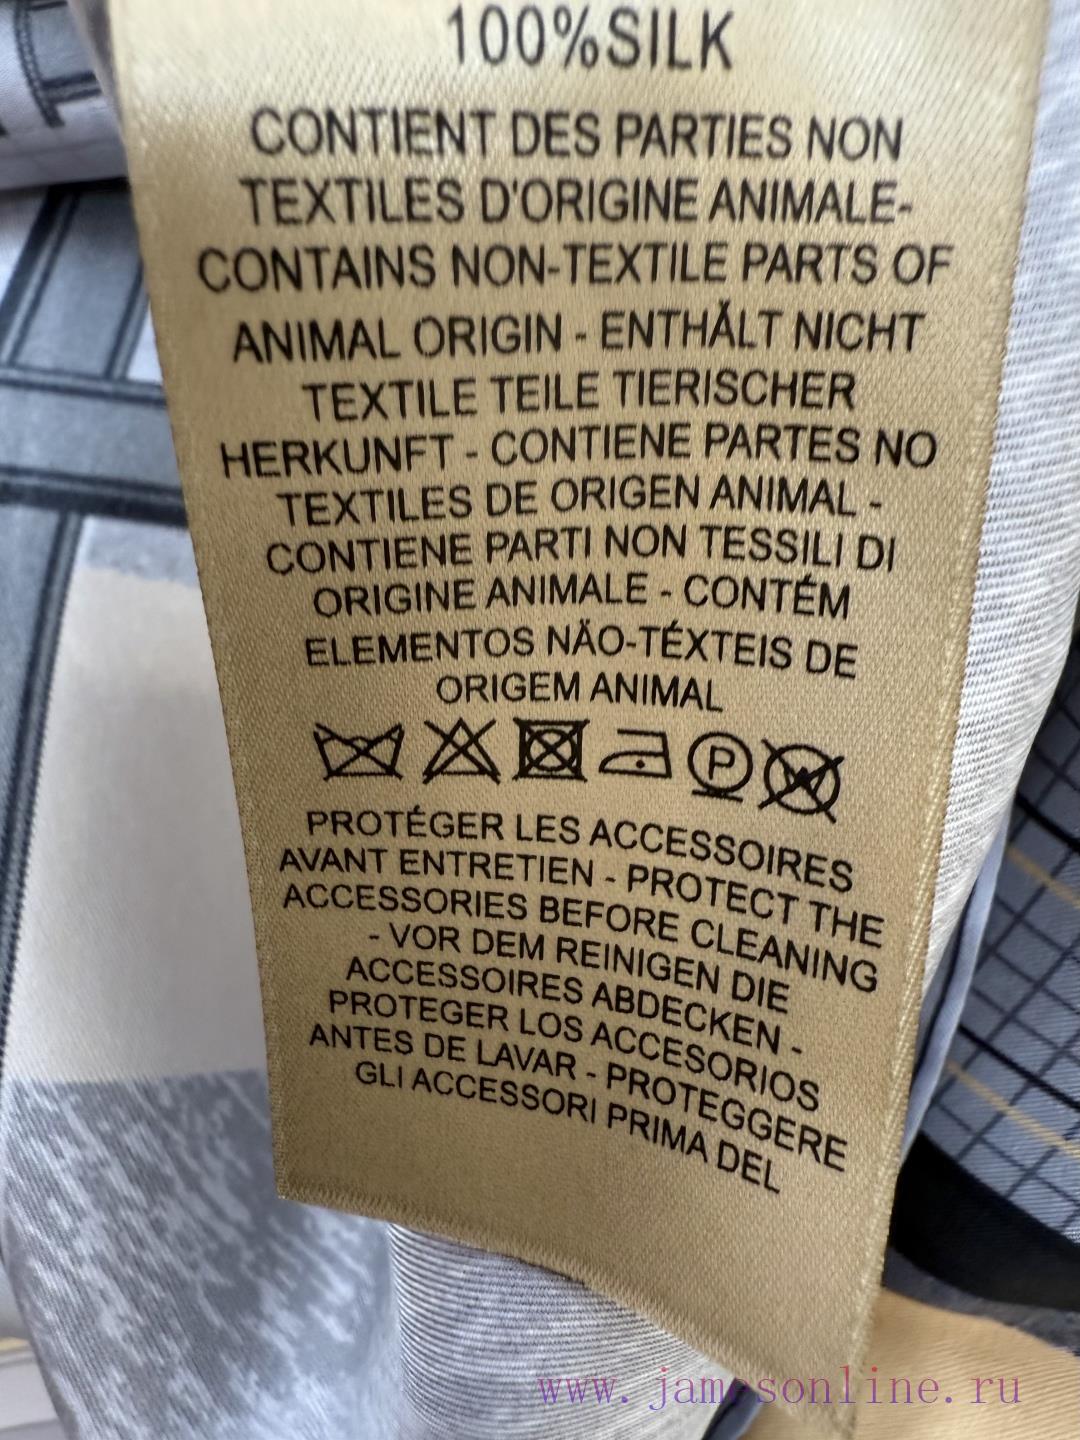 100%SILK
CONTIENT DES PARTIES NON
TEXTILES D'ORIGINE ANIMALE-
CONTAINS NON-TEXTILE PARTS OF
ANIMAL ORIGIN - ENTHÅLT NICHT
TEXTILE TEILE TIERISCHER
HERKUNFT - CONTIENE PARTES NO
TEXTILES DE ORIGEN ANIMAL -
CONTIENE PARTI NON TESSILI DI
ORIGINE ANIMALE - CONTÉM
ELEMENTOS NÄO-TÉXTEIS DE
ORIGEM ANIMAL
P W
PROTÉGER LES ACCESSOIRES
AVANT ENTRETIEN - PROTECT THE
ACCESSORIES BEFORE CLEANING
- VOR DEM REINIGEN DIE
ACCESSOIRES ABDECKEN -
PROTEGER LOS ACCESORIOS
ANTES DE LAVAR - PROTEGGERE
GLI ACCESSORI PRIMA DEL
www.jamesonline.ru